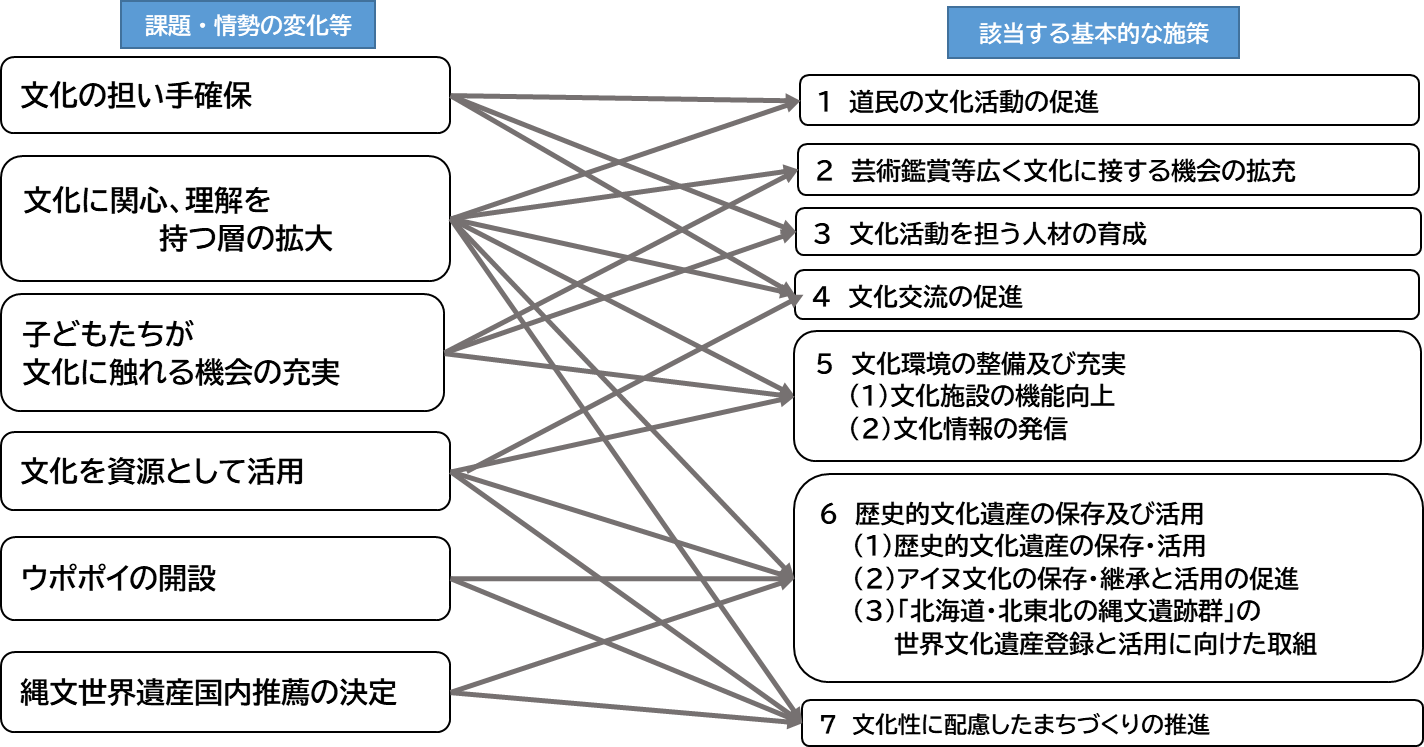 課題・情勢の変化等
文化の担い手確保
文化に関心、理解を
持つ層の拡大
子どもたちが
文化に触れる機会の充実
文化を資源として活用
ウポポイの開設
縄文世界遺産国内推薦の決定
該当する基本的な施策
1 道民の文化活動の促進
2 芸術鑑賞等広く文化に接する機会の拡充
3 文化活動を担う人材の育成
4 文化交流の促進
5 文化環境の整備及び充実
(1)文化施設の機能向上
(2)文化情報の発信
6 歴史的文化遺産の保存及び活用
(1)歴史的文化遺産の保存・活用
(2)アイヌ文化の保存・継承と活用の促進
(3)「北海道・北東北の縄文遺跡群」の
世界文化遺産登録と活用に向けた取組
7 文化性に配慮したまちづくりの推進